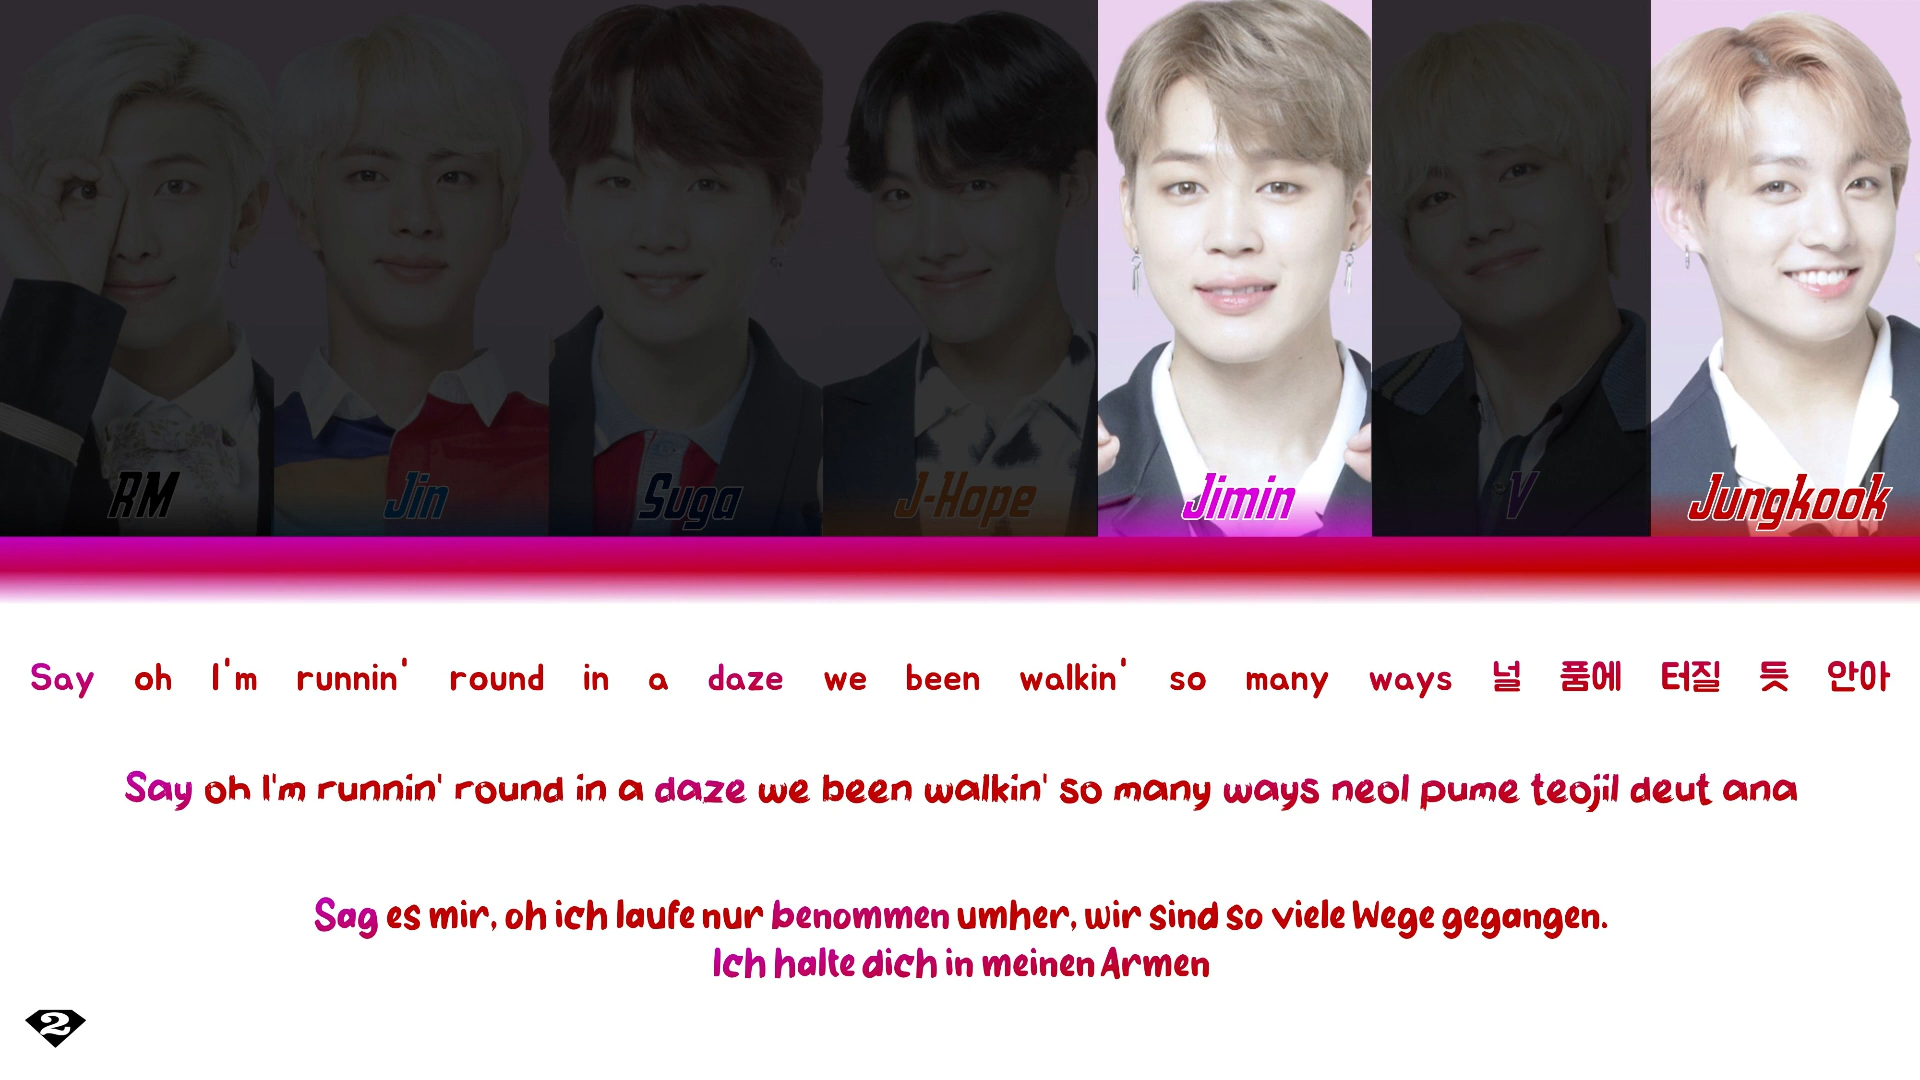 RM Jin Suga J-Hope Jimin V Jungkook
Say oh I'm runnin' round in a daze we been walkin' so many ways 널 품에 터질 듯 안아
Say oh I'm runnin' round in a daze we been walkin' so many ways neol pume teojil deut ana
Sag es mir, oh ich laufe nur benommen umher, wir sind so viele Wege gegangen.
Ich halte dich in meinen Armen
2